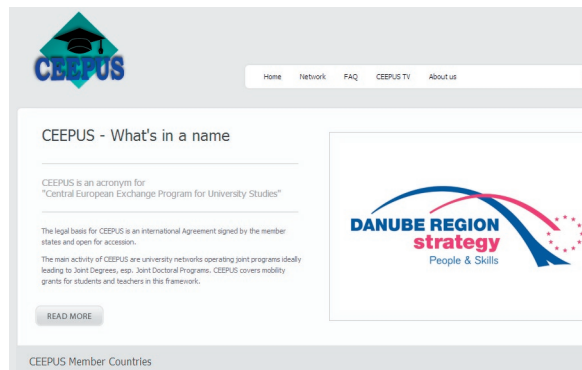 CEEPUS
Home Network FAQ CEEPUS TV About us
CEEPUS - What's in a name
CEEPUS is an acronym for
"Central European Exchange Program for University Studies"
The legal basis for CEEPUS is an international Agreement signed by the member
states and open for accession.
The main activity of CEEPUS are university networks operating joint programs ideally
leading to Joint Degrees, esp. Joint Doctoral Programs. CEEPUS covers mobility
grants for students and teachers in this framework.
READ MORE
DANUBE REGION
strategy
People & Skills
CEEPUS Member Countries